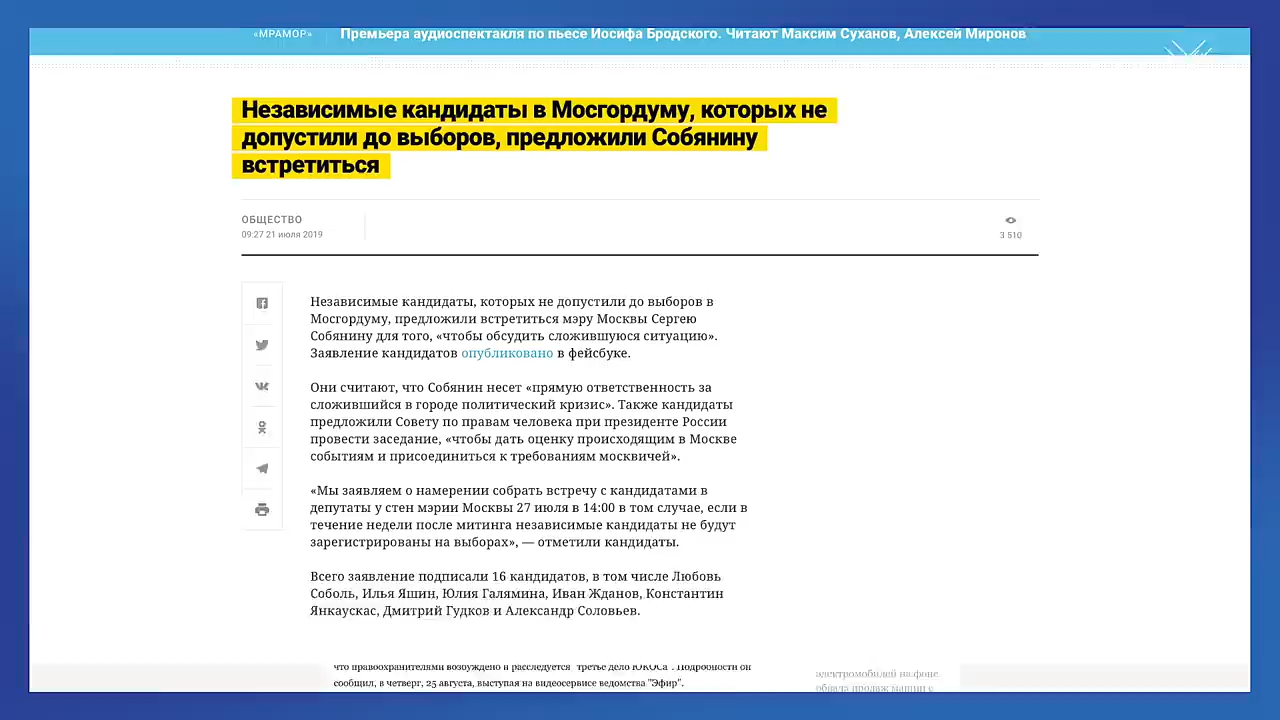 «МРАМОР»
Премьера аудиоспектакля по пьесе Иосифа Бродского. Читают Максим Суханов, Алексей Миронов
Независимые кандидаты в Мосгордуму, которых не
допустили до выборов, предложили Собянину
встретиться
ОБЩЕСТВО
09:27 21 июля 2019
3 510
Независимые кандидаты, которых не допустили до выборов в
Мосгордуму, предложили встретиться мэру Москвы Сергею
Собянину для того, «чтобы обсудить сложившуюся ситуацию».
Заявление кандидатов опубликовано в фейсбуке.
Они считают, что Собянин несет «прямую ответственность за
сложившийся в городе политический кризис». Также кандидаты
предложили Совету по правам человека при президенте России
провести заседание, «чтобы дать оценку происходящим в Москве
событиям и присоединиться к требованиям москвичей».
«Мы заявляем о намерении собрать встречу с кандидатами в
депутаты у стен мэрии Москвы 27 июля в 14:00 в том случае, если в
течение недели после митинга независимые кандидаты не будут
зарегистрированы на выборах», — отметили кандидаты.
Всего заявление подписали 16 кандидатов, в том числе Любовь
Соболь, Илья Яшин, Юлия Галямина, Иван Жданов, Константин
Янкаускас, Дмитрий Гудков и Александр Соловьев.
что правоохранителями возбуждено и расследуется "третье дело ЮКОСа". Подробности он
сообщил, в четверг, 25 августа, выступая на видеосервисе ведомства "Эфир".
электромобилей на фоне
обвала продаж машин у